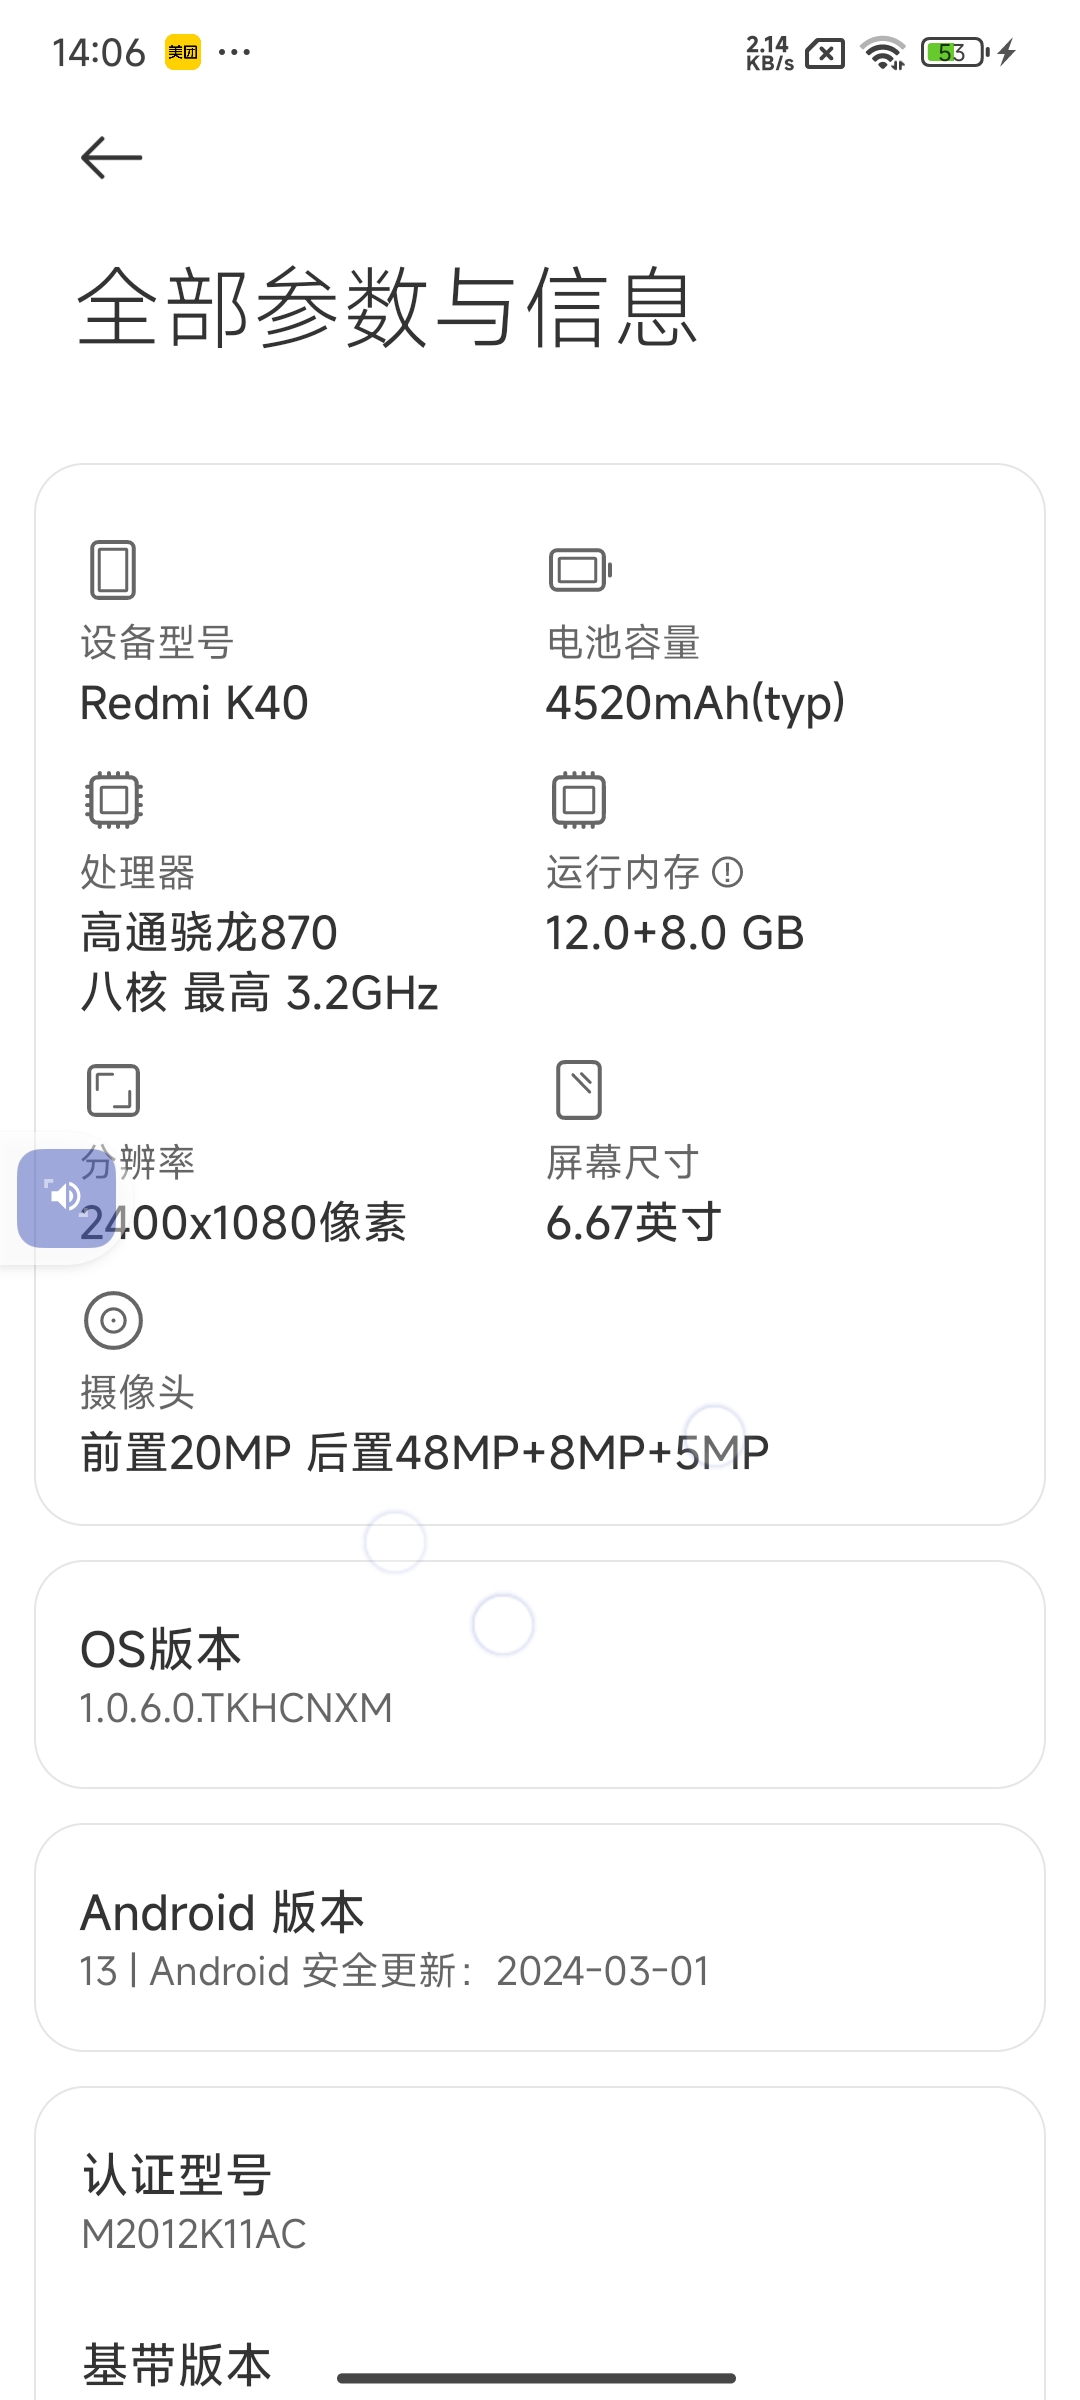 14:06 美团 ... 2.14 KB/s 53
全部参数与信息
设备型号
Redmi K40
电池容量
4520mAh(typ)
处理器
高通骁龙870
八核 最高 3.2GHz
运行内存
12.0+8.0 GB
分辨率
2400x1080像素
屏幕尺寸
6.67英寸
摄像头
前置20MP 后置48MP+8MP+5MP
OS版本
1.0.6.0.TKHCNXM
Android 版本
13 | Android 安全更新：2024-03-01
认证型号
M2012K11AC
基带版本